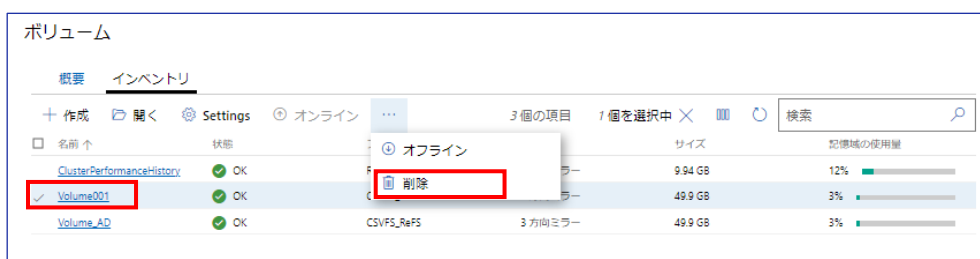 ボリューム
概要 インベントリ
作成 開く Settings オンライン ... 3個の項目 1個を選択中 検索
名前 状態 サイズ 記憶域の使用量
オフライン
ClusterPerformanceHistory OK ラー 9.94 GB 12%
削除
Volume001 OK ラー 49.9 GB 3%
Volume_AD OK CSVFS_ReFS 3 方向ミラー 49.9 GB 3%